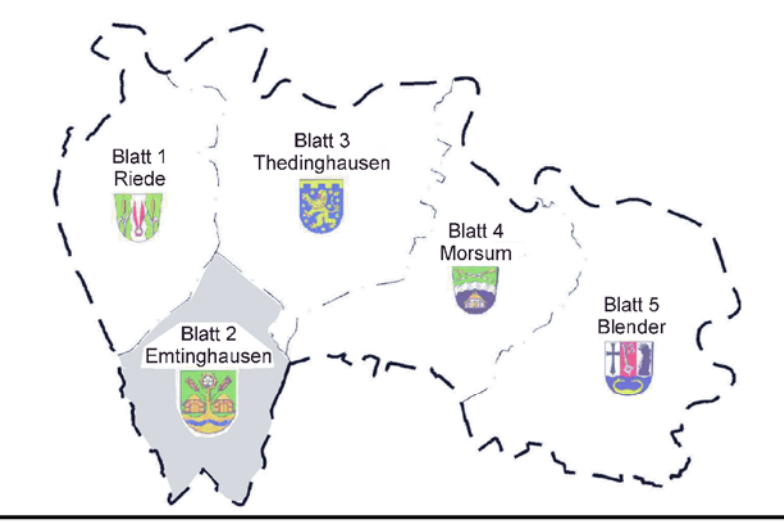 Blatt 1
Riede
Blatt 3
Thedinghausen
Blatt 4
Morsum
Blatt 5
Blender
Blatt 2
Emtinghausen